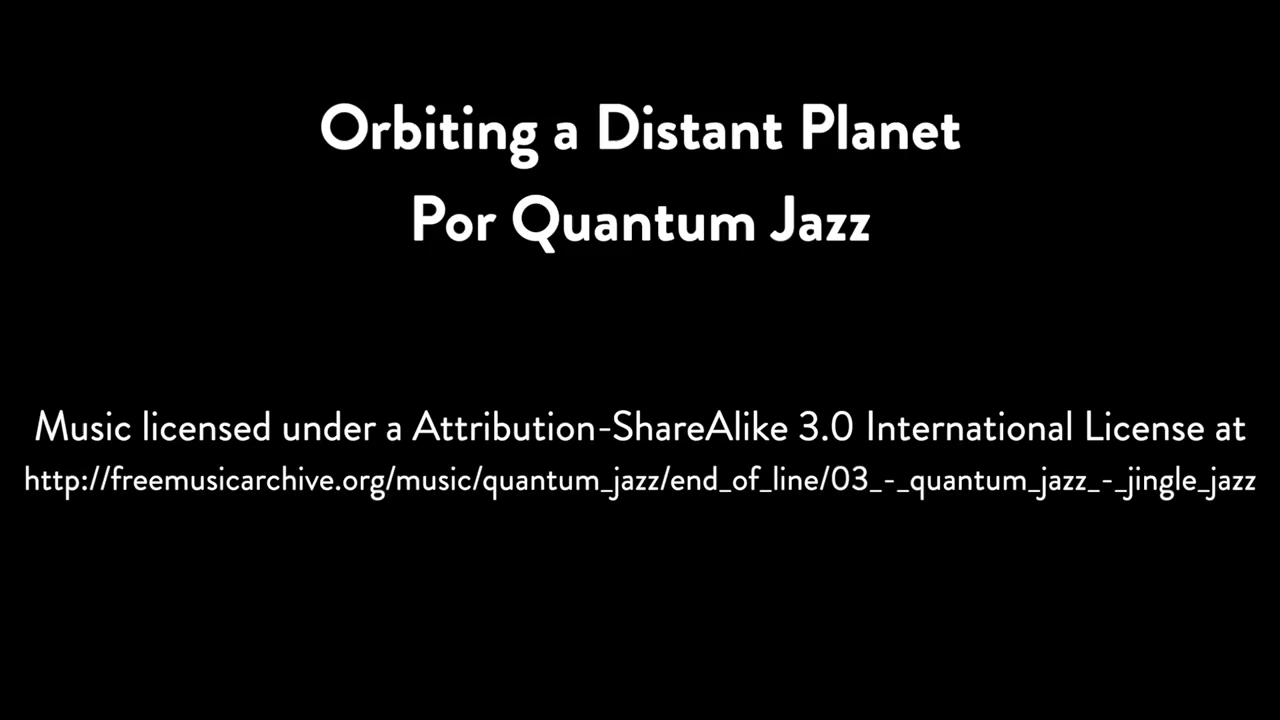 Orbiting a Distant Planet
Por Quantum Jazz
Music licensed under a Attribution-ShareAlike 3.0 International License at
http://freemusicarchive.org/music/quantum_jazz/end_of_line/03_-_quantum_jazz_-_jingle_jazz